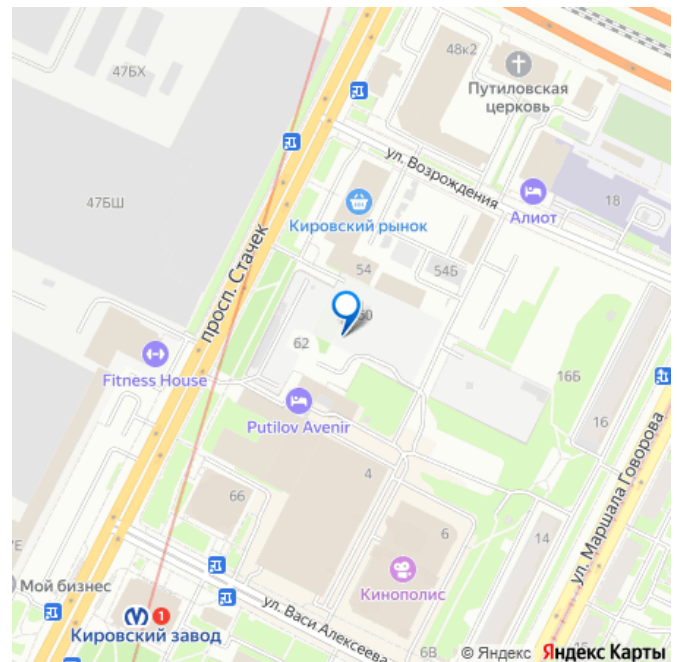 47БХ
48к2
Путиловская
церковь
ул. Возрождения
18
Алиот
47БШ
Кировский рынок
54
54Б
просп. Стачек
60
62
Fitness House
Putilov Avenir
16Б
16
ул. Маршала Говорова
4
66
6
14
Кинополис
Мой бизнес
1
Кировский завод
ул. Васи Алексеева
6В
© Яндекс Яндекс Карты